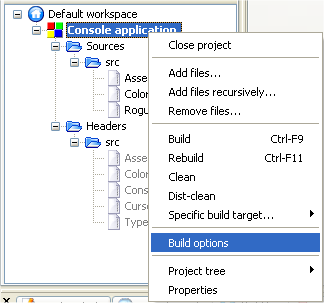 Default workspace
Console application
Close project
Sources
src
Add files...
Asse
Add files recursively...
Color
Remove files...
Rogu
Headers
Build Ctrl-F9
src
Rebuild Ctrl-F11
Asse
Clean
Color
Dist-clean
Cons
Specific build target...
Curse
Type
Build options
Project tree
Properties